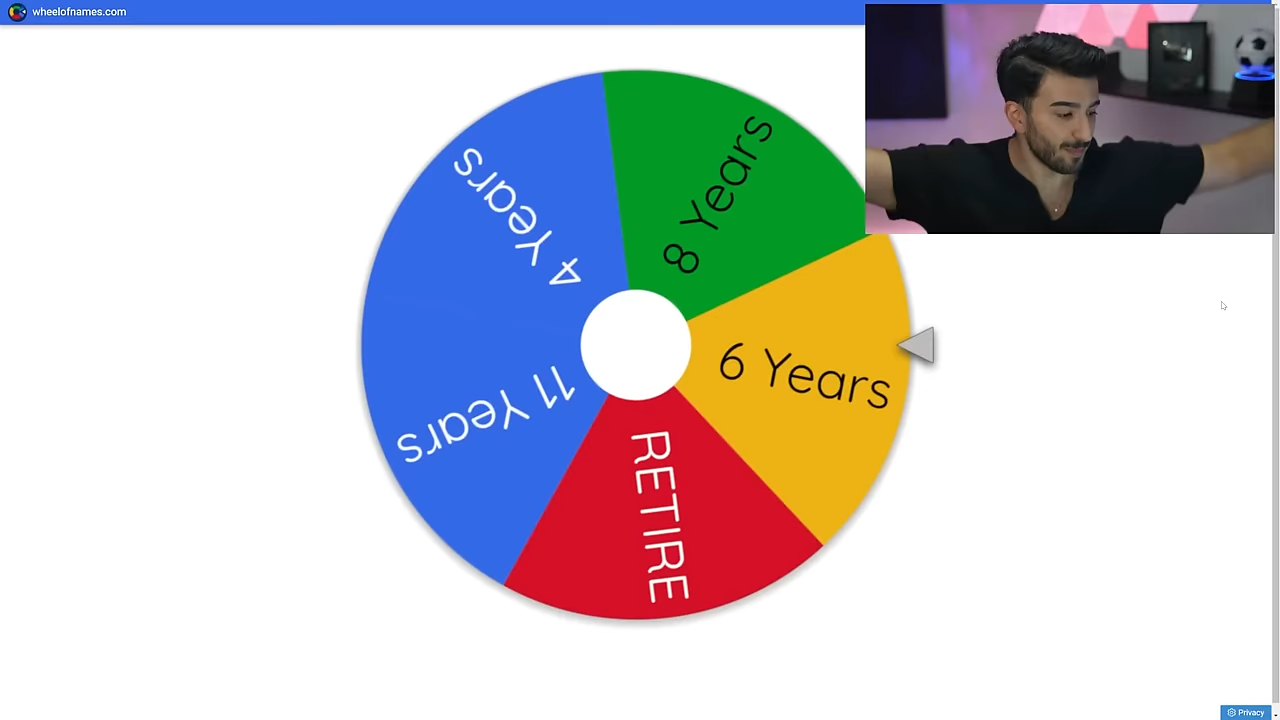 wheelofnames.com
8 Years
4 Years
6 Years
11 Years
RETIRE
Privacy